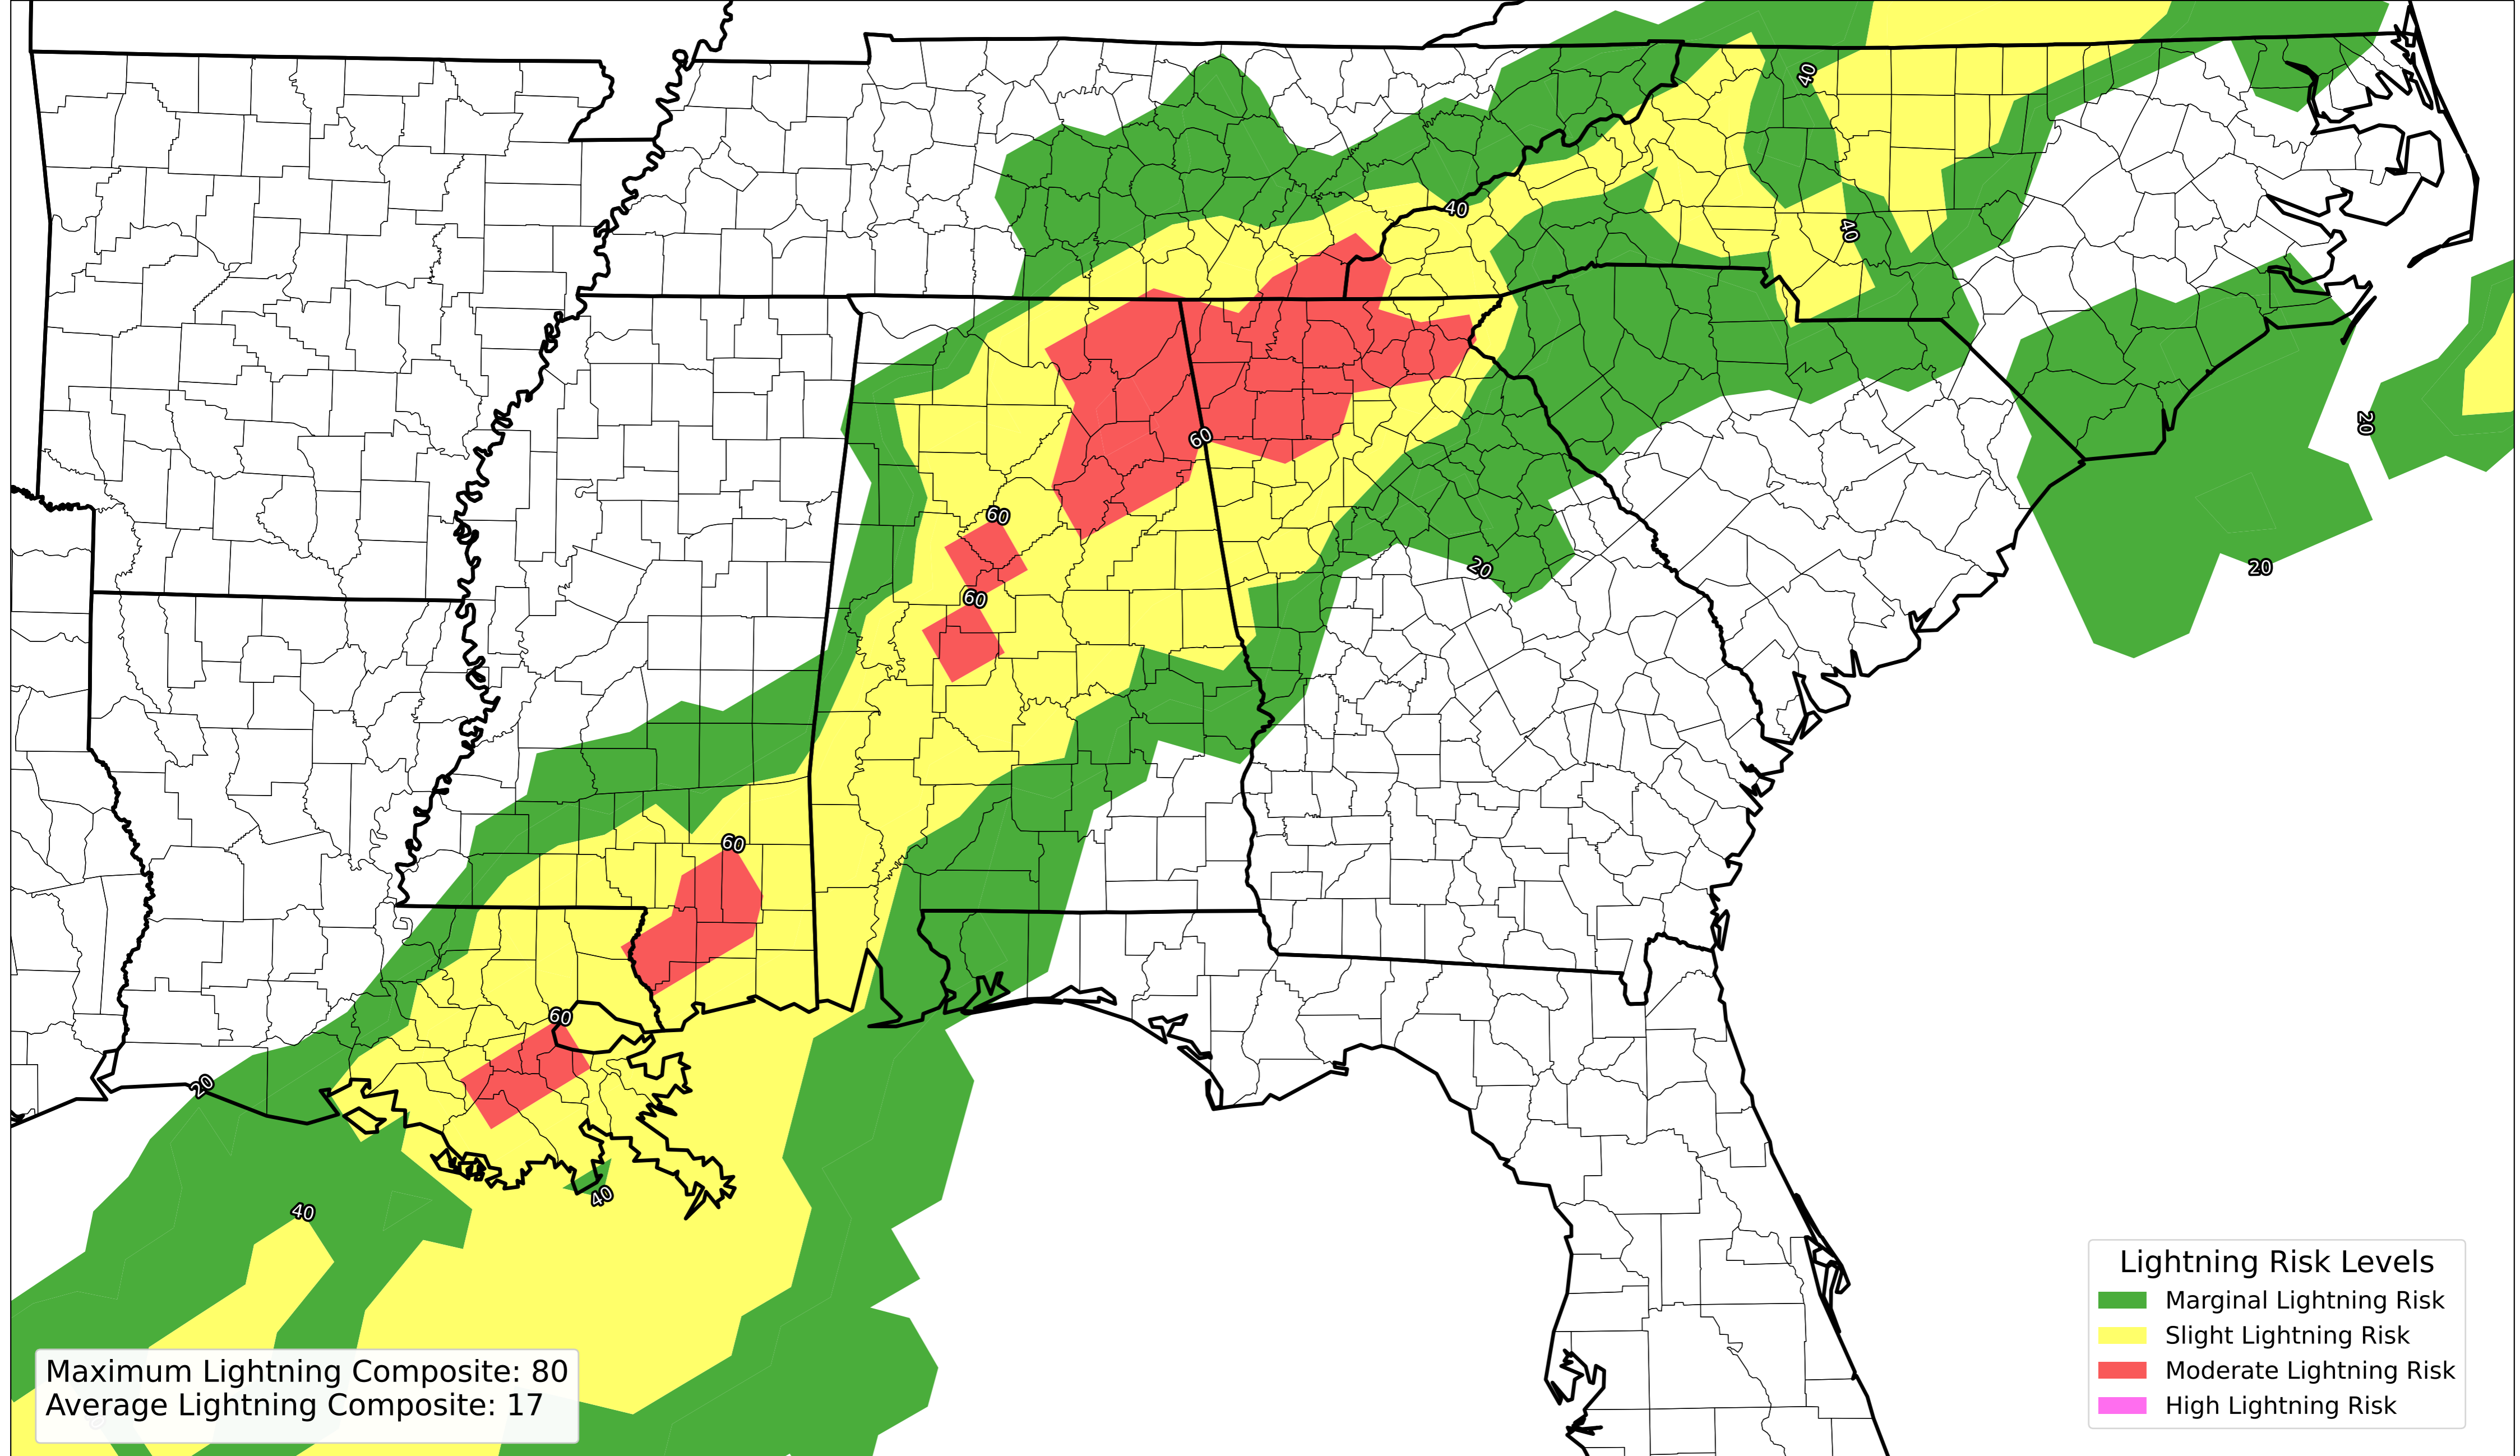 40
40
40
20
60
60
20
60
20
60
60
20
40
40
Lightning Risk Levels
Marginal Lightning Risk
Slight Lightning Risk
Moderate Lightning Risk
High Lightning Risk
Maximum Lightning Composite: 80
Average Lightning Composite: 17